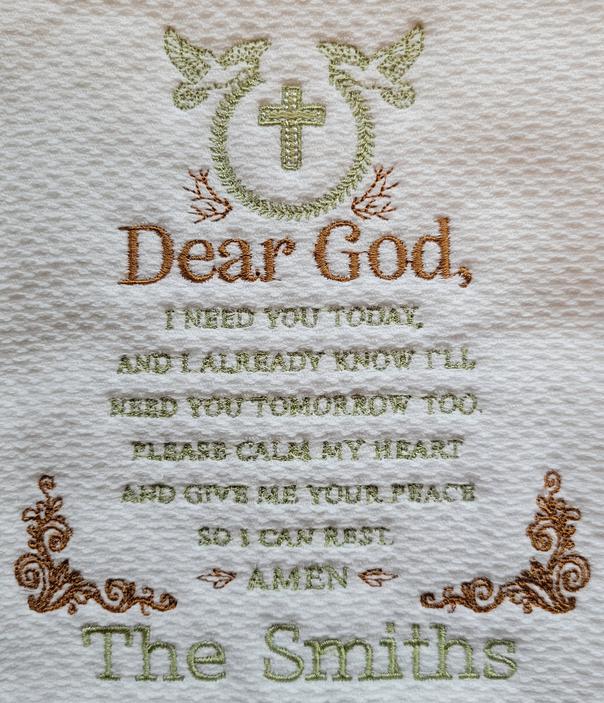 Dear God,
I NEED YOU TODAY,
AND I ALREADY KNOW I'LL
NEED YOU TOMORROW TOO.
PLEASE CALM MY HEART
AND GIVE ME YOUR PEACE
SO I CAN REST.
AMEN
The Smiths